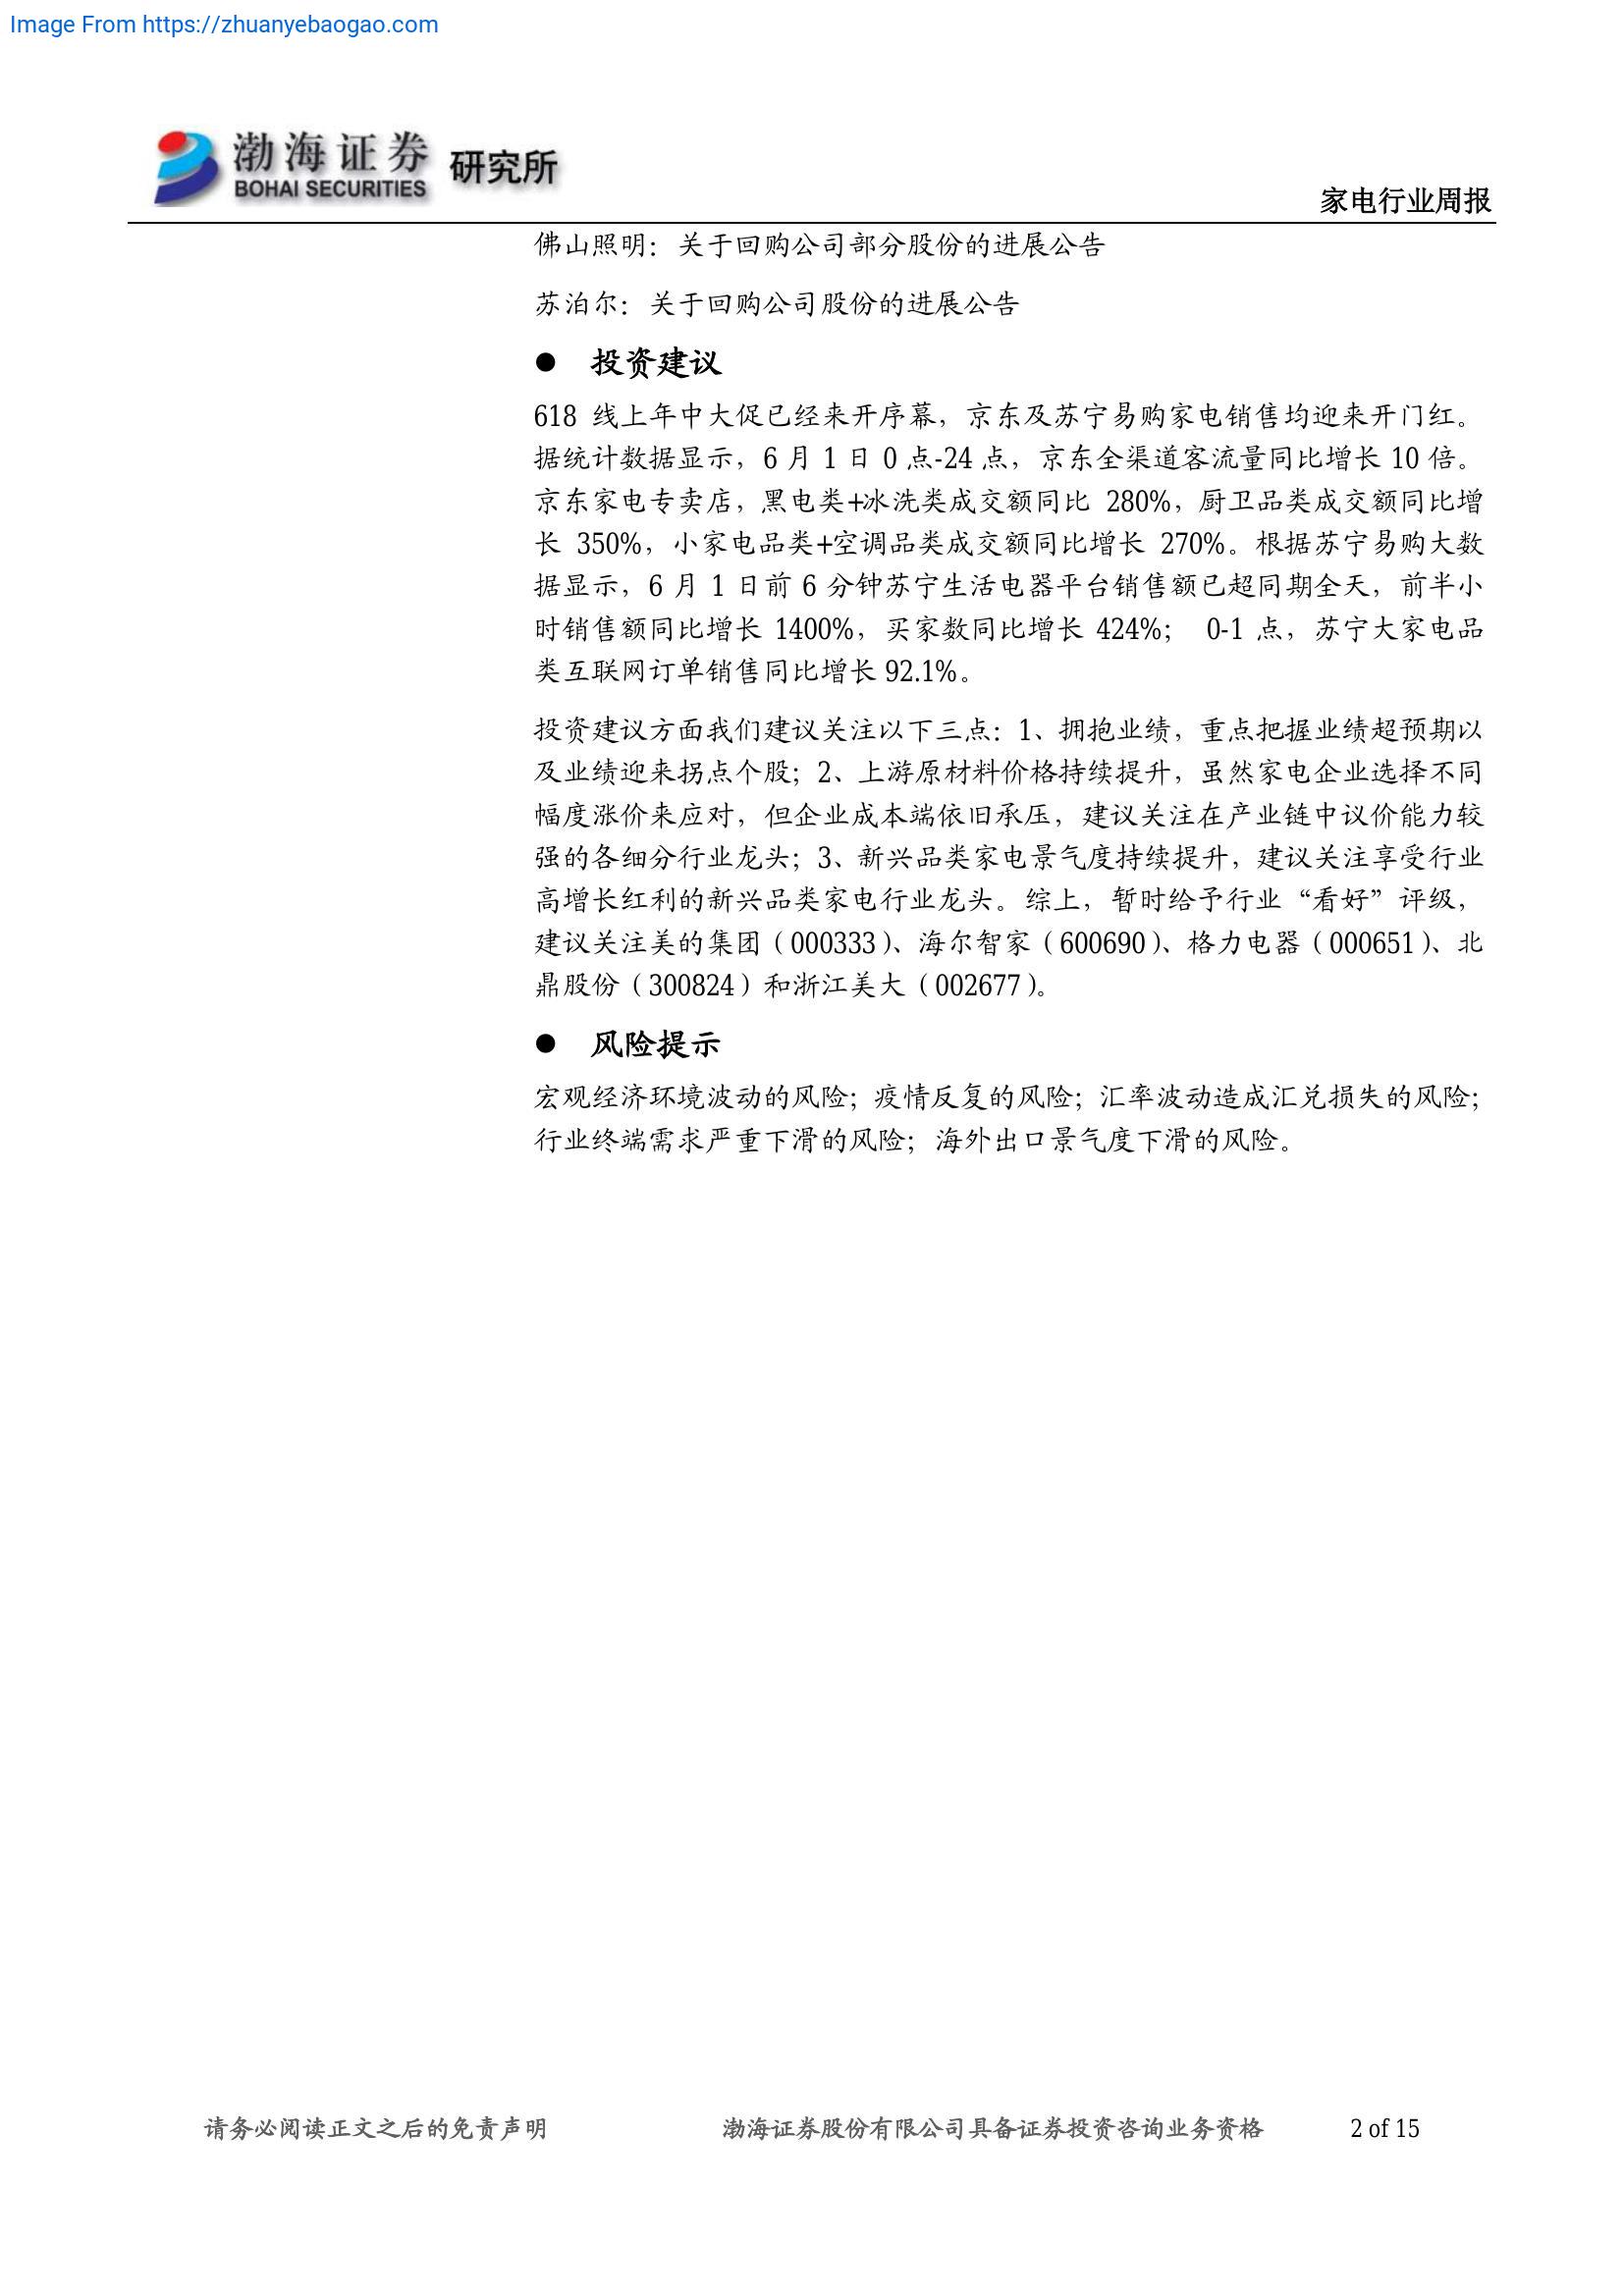 Image From https://zhuanyebaogao.com
渤海证券 研究所
BOHAI SECURITIES
家电行业周报
佛山照明：关于回购公司部分股份的进展公告
苏泊尔：关于回购公司股份的进展公告
● 投资建议
618 线上年中大促已经来开序幕，京东及苏宁易购家电销售均迎来开门红。
据统计数据显示，6 月 1 日 0 点-24 点，京东全渠道客流量同比增长 10 倍。
京东家电专卖店，黑电类+冰洗类成交额同比 280%，厨卫品类成交额同比增
长 350%，小家电品类+空调品类成交额同比增长 270%。根据苏宁易购大数
据显示，6 月 1 日前 6 分钟苏宁生活电器平台销售额已超同期全天，前半小
时销售额同比增长 1400%，买家数同比增长 424%； 0-1 点，苏宁大家电品
类互联网订单销售同比增长 92.1%。
投资建议方面我们建议关注以下三点：1、拥抱业绩，重点把握业绩超预期以
及业绩迎来拐点个股；2、上游原材料价格持续提升，虽然家电企业选择不同
幅度涨价来应对，但企业成本端依旧承压，建议关注在产业链中议价能力较
强的各细分行业龙头；3、新兴品类家电景气度持续提升，建议关注享受行业
高增长红利的新兴品类家电行业龙头。综上，暂时给予行业“看好”评级，
建议关注美的集团（000333）、海尔智家（600690）、格力电器（000651）、北
鼎股份（300824）和浙江美大（002677）。
● 风险提示
宏观经济环境波动的风险；疫情反复的风险；汇率波动造成汇兑损失的风险；
行业终端需求严重下滑的风险；海外出口景气度下滑的风险。
请务必阅读正文之后的免责声明 渤海证券股份有限公司具备证券投资咨询业务资格 2 of 15